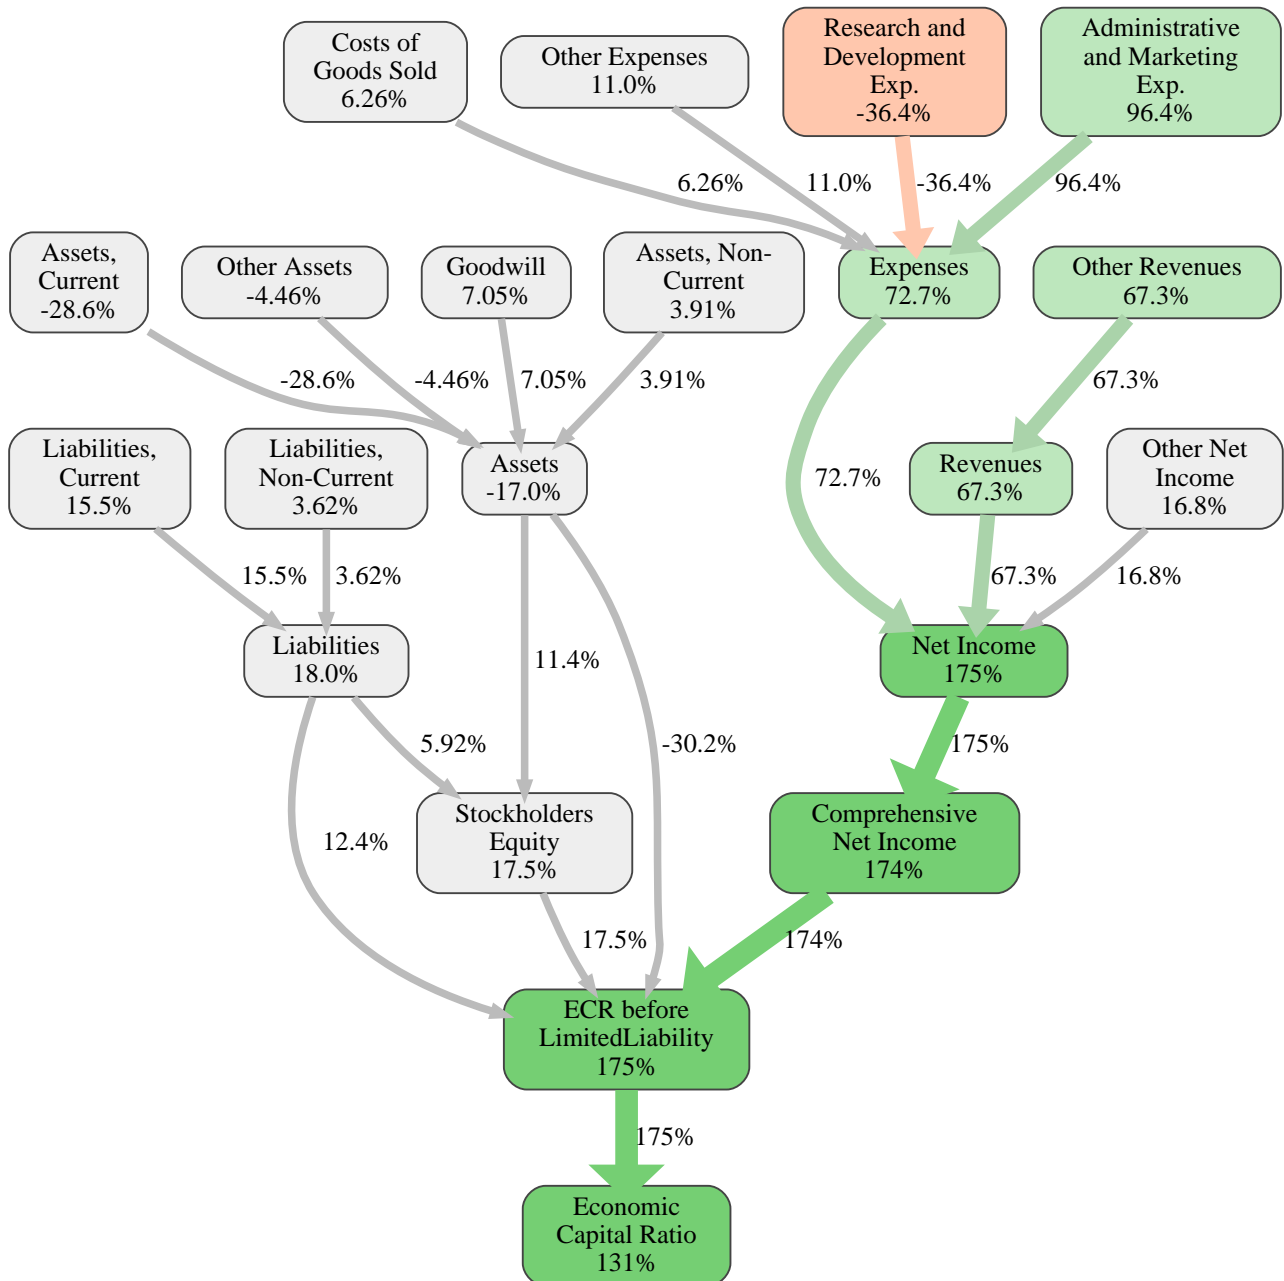 Costs of
Goods Sold
6.26%
Other Expenses
11.0%
Research and
Development
Exp.
-36.4%
Administrative
and Marketing
Exp.
96.4%
6.26%
11.0%
-36.4%
96.4%
Assets,
Current
-28.6%
Other Assets
-4.46%
Goodwill
7.05%
Assets, Non-
Current
3.91%
Expenses
72.7%
Other Revenues
67.3%
-28.6%
-4.46%
7.05%
3.91%
67.3%
Liabilities,
Current
15.5%
Liabilities,
Non-Current
3.62%
Assets
-17.0%
72.7%
Revenues
67.3%
Other Net
Income
16.8%
15.5%
3.62%
67.3%
16.8%
Liabilities
18.0%
11.4%
Net Income
175%
5.92%
-30.2%
175%
12.4%
Stockholders
Equity
17.5%
Comprehensive
Net Income
174%
17.5%
174%
ECR before
LimitedLiability
175%
175%
Economic
Capital Ratio
131%